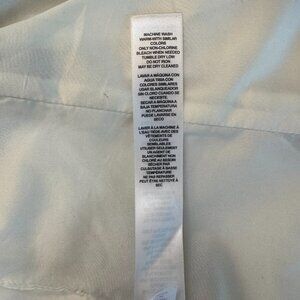 MACHINE WASH
WARM WITH SIMILAR
COLORS
ONLY NON-CHLORINE
BLEACH WHEN NEEDED
TUMBLE DRY LOW
DO NOT IRON
MAY BE DRY CLEANED
LAVAR A MÁQUINA CON
AGUA TIBIA CON
COLORES SIMILARES
USAR BLANQUEADOR
SIN CLORO CUANDO SE
NECESITE.
SECAR A MÁQUINA A
BAJA TEMPERATURA
NO PLANCHAR
PUEDE LAVARSE EN
SECO
LAVER À LA MACHINE À
L'EAU TIÈDE AVEC DES
VÊTEMENTS DE
COULEURS
SEMBLABLES
UTILISER SEULEMENT
UN AGENT DE
BLANCHIMENT NON
CHLORÉ AU BESOIN
SÉCHER PAR
CULBUTAGE À BASSE
TEMPÉRATURE
NE PAS REPASSER
PEUT ÊTRE NETTOYÉ À
SEC